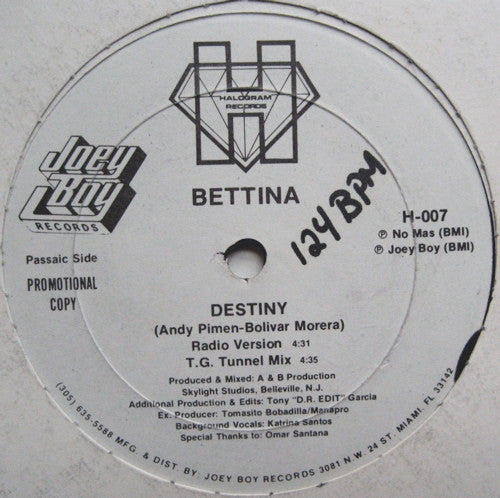 HALOGRAM
RECORDS
Joey
Boy
RECORDS
BETTINA
124 BPM
H-007
Ⓟ No Mas (BMI)
Ⓟ Joey Boy (BMI)
Passaic Side
PROMOTIONAL
COPY
DESTINY
(Andy Pimen-Bolivar Morera)
Radio Version 4:31
T.G. Tunnel Mix 4:35
Produced & Mixed: A & B Production
Skylight Studios, Belleville, N.J.
Additional Production & Edits: Tony "D.R. EDIT" Garcia
Ex. Producer: Tomasito Bobadilla/Manapro
Background Vocals: Katrina Santos
Special Thanks to: Omar Santana
(305) 635-5588 MFG. & DIST. BY: JOEY BOY RECORDS 3081 N.W. 24 ST. MIAMI, FL. 33142